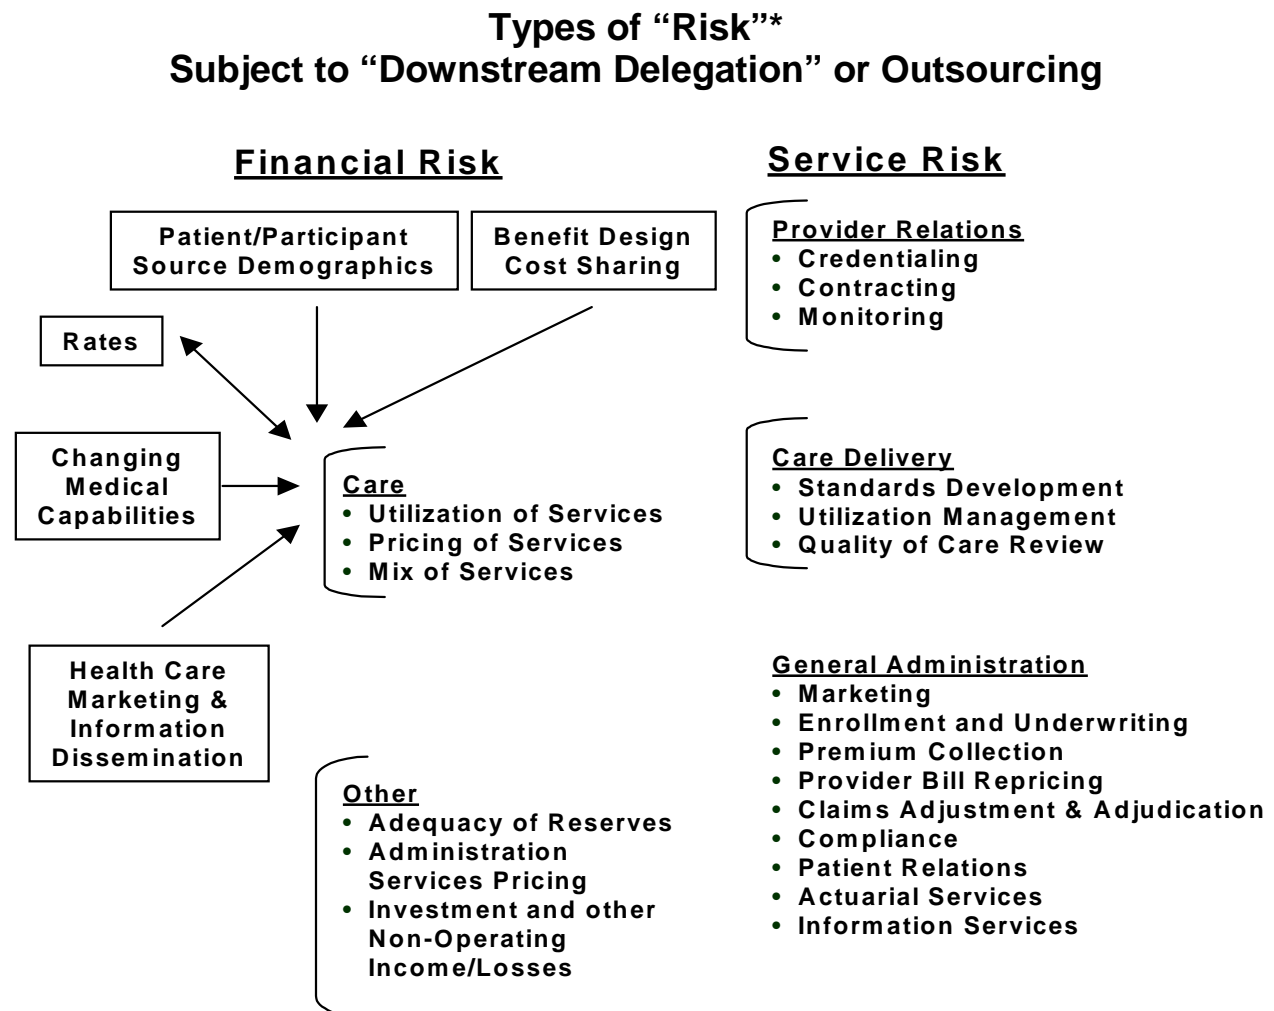 Types of “Risk”*
Subject to “Downstream Delegation” or Outsourcing
Financial Risk
Patient/Participant
Source Demographics
Benefit Design
Cost Sharing
Rates
Changing
Medical
Capabilities
Care
• Utilization of Services
• Pricing of Services
• Mix of Services
Health Care
Marketing &
Information
Dissemination
Other
• Adequacy of Reserves
• Administration
Services Pricing
• Investment and other
Non-Operating
Income/Losses
Service Risk
Provider Relations
• Credentialing
• Contracting
• Monitoring
Care Delivery
• Standards Development
• Utilization Management
• Quality of Care Review
General Administration
• Marketing
• Enrollment and Underwriting
• Premium Collection
• Provider Bill Repricing
• Claims Adjustment & Adjudication
• Compliance
• Patient Relations
• Actuarial Services
• Information Services